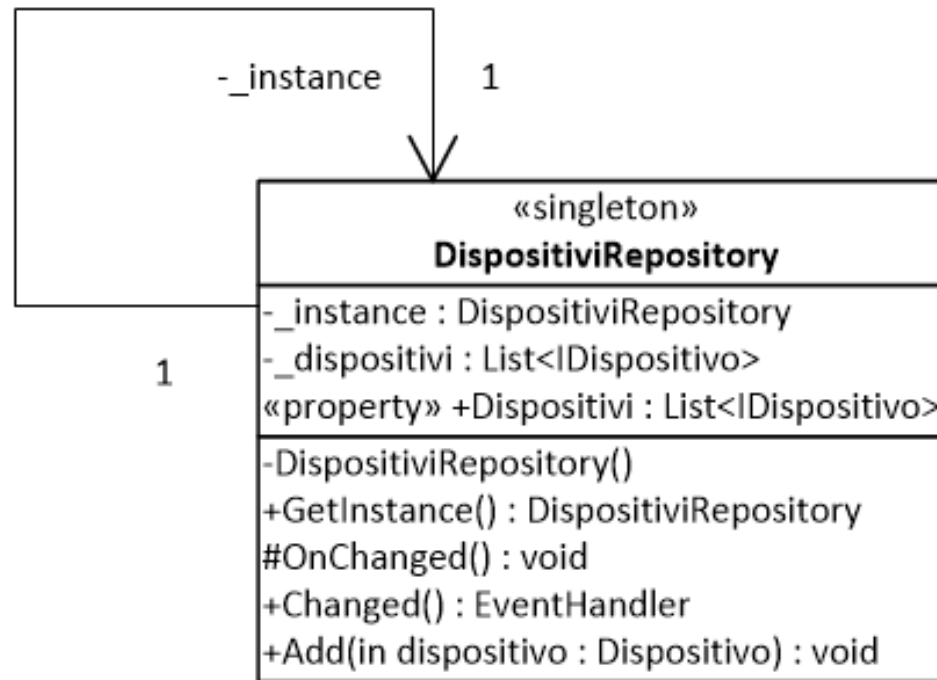 -_instance
1
«singleton»
DispositiviRepository
-_instance : DispositiviRepository
-_dispositivi : List<IDispositivo>
1
«property» +Dispositivi : List<IDispositivo>
-DispositiviRepository()
+GetInstance() : DispositiviRepository
#OnChanged() : void
+Changed() : EventHandler
+Add(in dispositivo : Dispositivo) : void